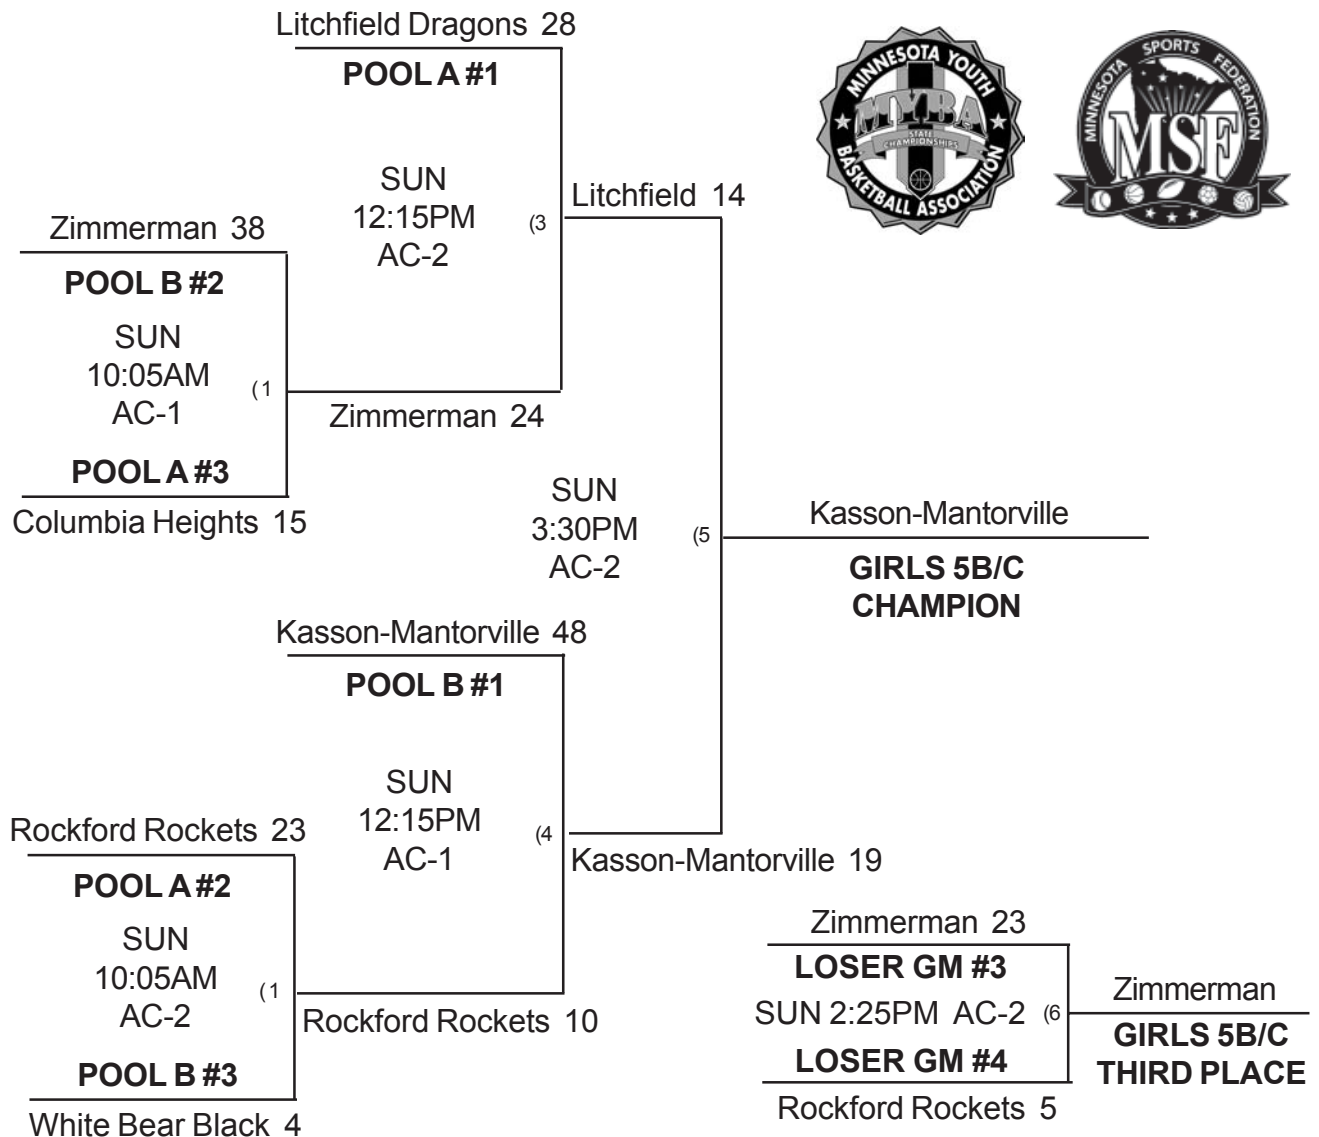 Litchfield Dragons 28
POOL A #1
SUN
12:15PM
AC-2
(3
Litchfield 14
MINNESOTA YOUTH
MYBA
STATE
CHAMPIONSHIPS
BASKETBALL ASSOCIATION
MINNESOTA SPORTS FEDERATION
MSF
Zimmerman 38
POOL B #2
SUN
10:05AM
AC-1
(1
POOL A #3
Columbia Heights 15
Zimmerman 24
SUN
3:30PM
AC-2
(5
Kasson-Mantorville
GIRLS 5B/C
CHAMPION
Kasson-Mantorville 48
POOL B #1
SUN
12:15PM
AC-1
(4
Kasson-Mantorville 19
Rockford Rockets 23
POOL A #2
SUN
10:05AM
AC-2
(1
POOL B #3
White Bear Black 4
Rockford Rockets 10
Zimmerman 23
LOSER GM #3
SUN 2:25PM AC-2 (6
LOSER GM #4
Rockford Rockets 5
Zimmerman
GIRLS 5B/C
THIRD PLACE